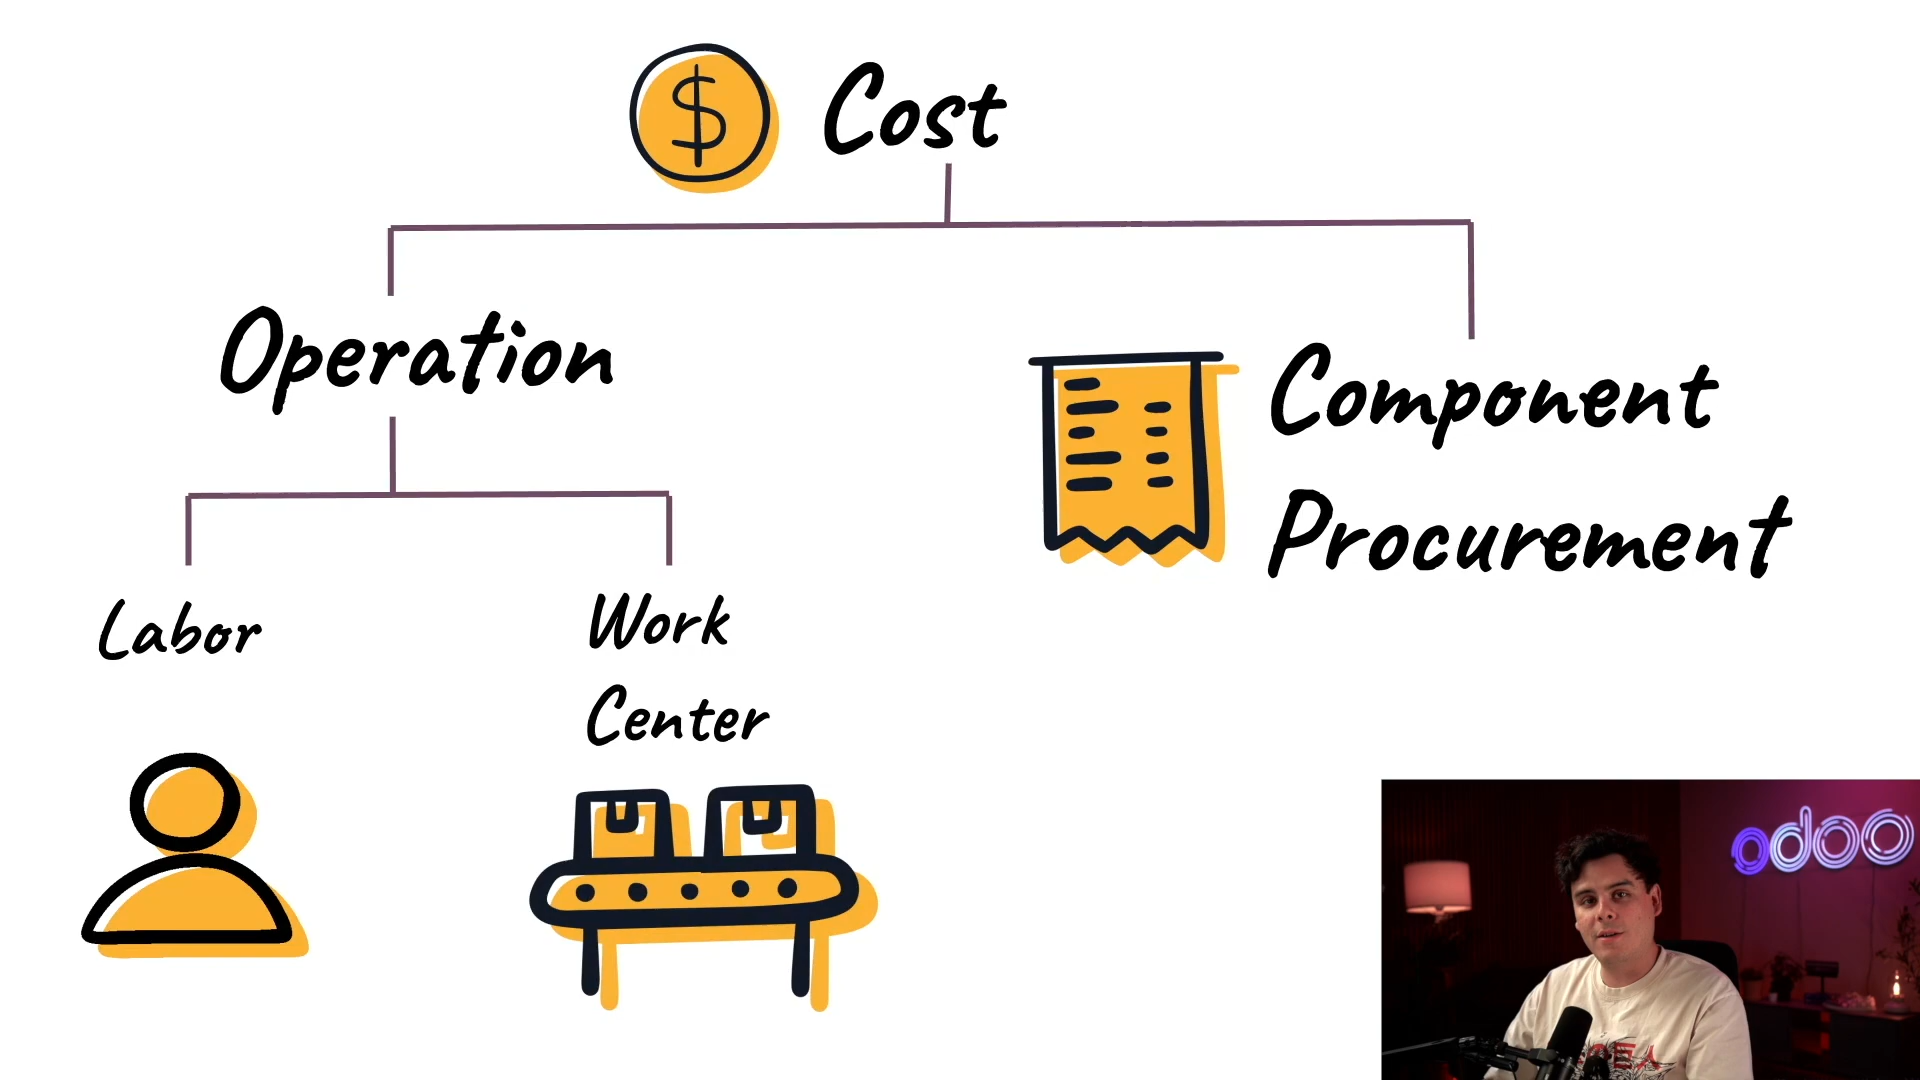 $ Cost
Operation
Component
Procurement
Labor
Work
Center
odoo